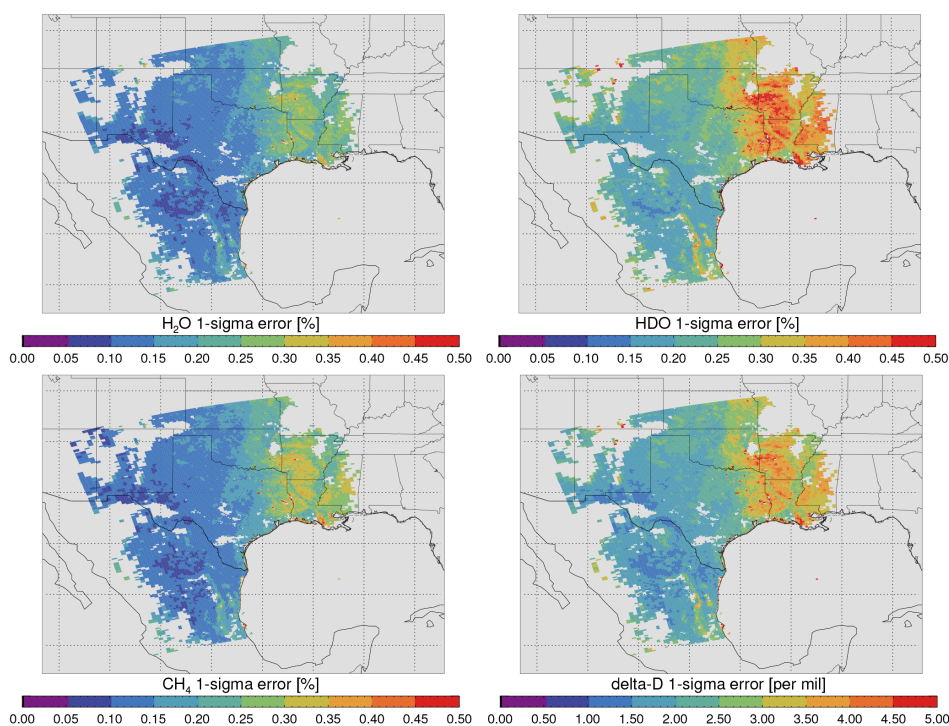 H₂O 1-sigma error [%]
0.00 0.05 0.10 0.15 0.20 0.25 0.30 0.35 0.40 0.45 0.50
HDO 1-sigma error [%]
0.00 0.05 0.10 0.15 0.20 0.25 0.30 0.35 0.40 0.45 0.50
CH₄ 1-sigma error [%]
0.00 0.05 0.10 0.15 0.20 0.25 0.30 0.35 0.40 0.45 0.50
delta-D 1-sigma error [per mil]
0.00 0.50 1.00 1.50 2.00 2.50 3.00 3.50 4.00 4.50 5.00